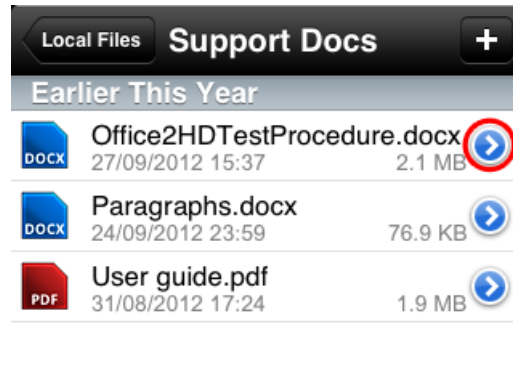 Local Files Support Docs +
Earlier This Year
DOCX Office2HDTestProcedure.docx
27/09/2012 15:37 2.1 MB
DOCX Paragraphs.docx
24/09/2012 23:59 76.9 KB
PDF User guide.pdf
31/08/2012 17:24 1.9 MB